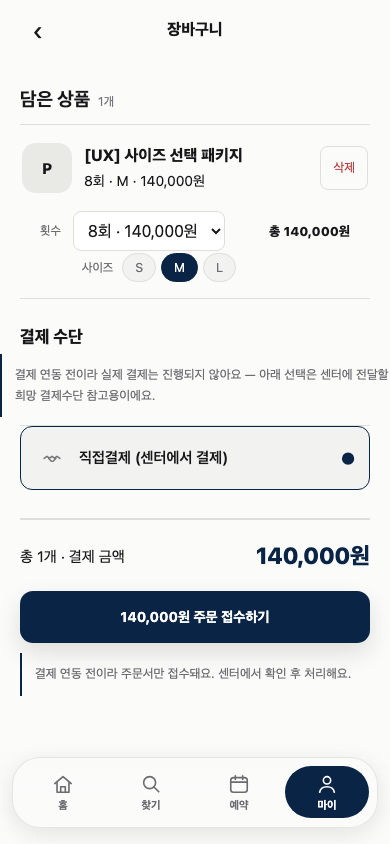 장바구니
담은 상품 1개
P
[UX] 사이즈 선택 패키지
8회 · M · 140,000원
삭제
횟수
8회 · 140,000원
총 140,000원
사이즈 S M L
결제 수단
결제 연동 전이라 실제 결제는 진행되지 않아요 — 아래 선택은 센터에 전달할
희망 결제수단 참고용이에요.
직접결제 (센터에서 결제)
총 1개 · 결제 금액
140,000원
140,000원 주문 접수하기
결제 연동 전이라 주문서만 접수돼요. 센터에서 확인 후 처리해요.
홈 찾기 예약 마이